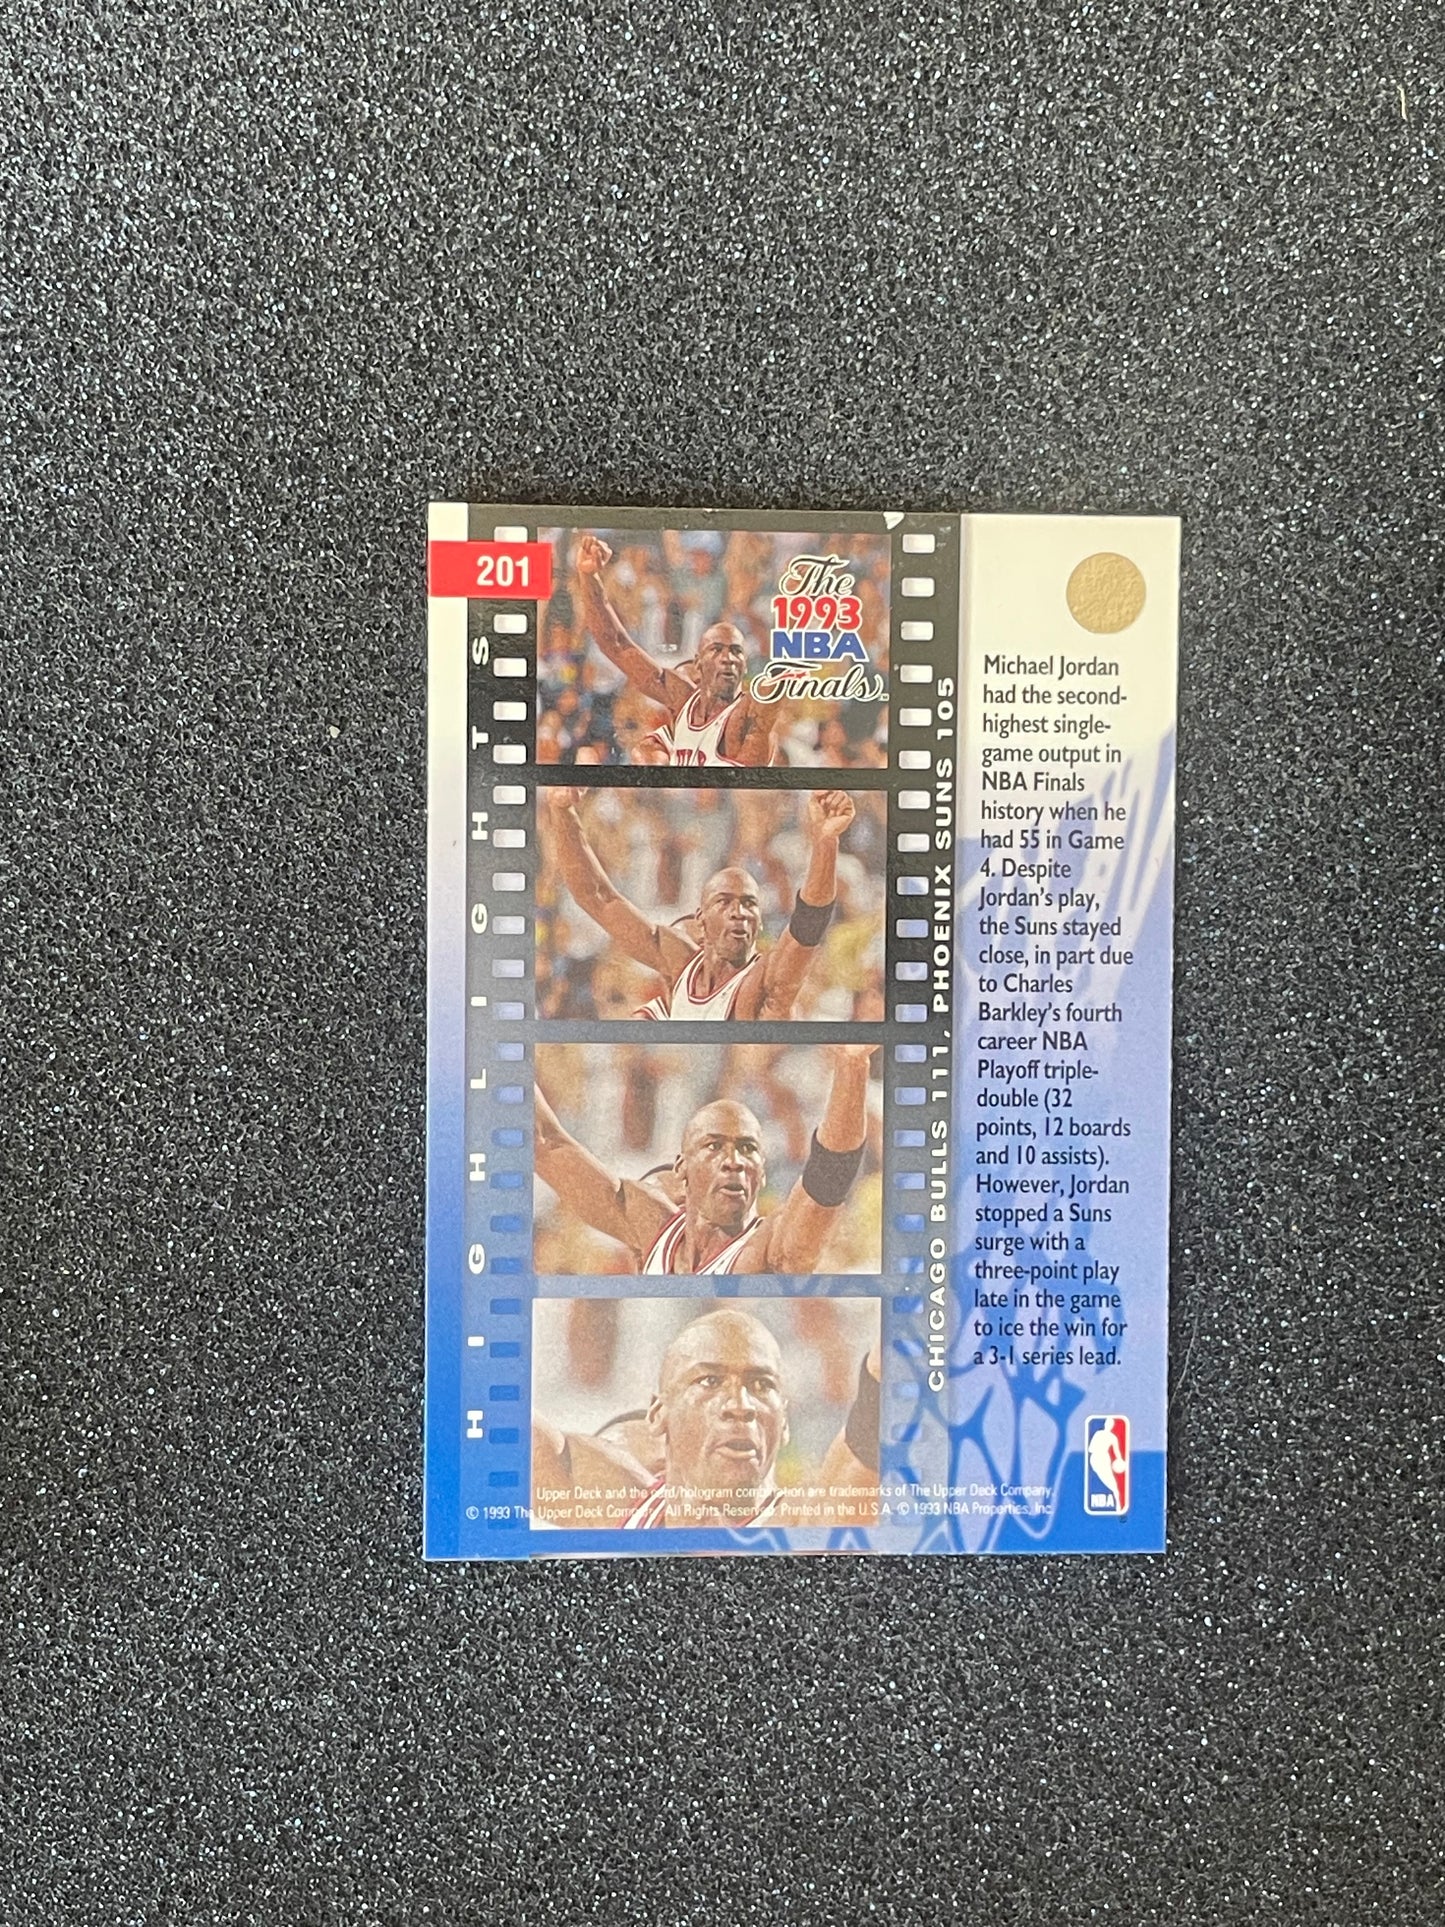 201
HIGHLIGHTS
The
1993
NBA
Finals
CHICAGO BULLS 111, PHOENIX SUNS 105
Michael Jordan
had the second-
highest single-
game output in
NBA Finals
history when he
had 55 in Game
4. Despite
Jordan's play,
the Suns stayed
close, in part due
to Charles
Barkley's fourth
career NBA
Playoff triple-
double (32
points, 12 boards
and 10 assists).
However, Jordan
stopped a Suns
surge with a
three-point play
late in the game
to ice the win for
a 3-1 series lead.
NBA
Upper Deck and the card/hologram combination are trademarks of The Upper Deck Company.
© 1993 The Upper Deck Company. All Rights Reserved. Printed in the U.S.A. © 1993 NBA Properties, Inc.